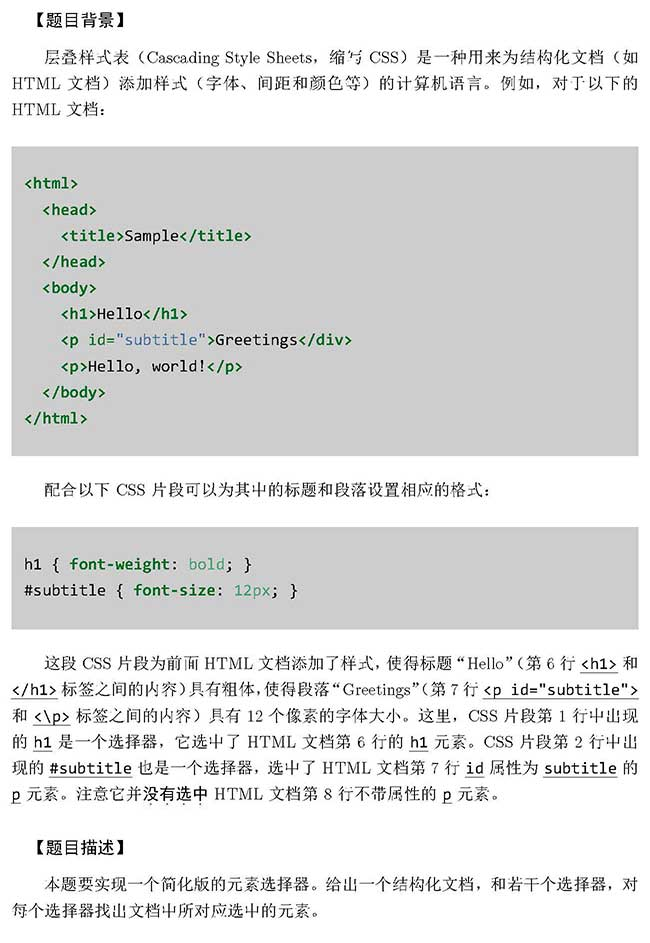 【题目背景】
层叠样式表（Cascading Style Sheets，缩写 CSS）是一种用来为结构化文档（如
HTML 文档）添加样式（字体、间距和颜色等）的计算机语言。例如，对于以下的
HTML 文档：
<html>
<head>
<title>Sample</title>
</head>
<body>
<h1>Hello</h1>
<p id="subtitle">Greetings</div>
<p>Hello, world!</p>
</body>
</html>
配合以下 CSS 片段可以为其中的标题和段落设置相应的格式：
h1 { font-weight: bold; }
#subtitle { font-size: 12px; }
这段 CSS 片段为前面 HTML 文档添加了样式，使得标题“Hello”（第 6 行 <h1> 和
</h1> 标签之间的内容）具有粗体，使得段落“Greetings”（第 7 行 <p id="subtitle">
和 <\p> 标签之间的内容）具有 12 个像素的字体大小。这里，CSS 片段第 1 行中出现
的 h1 是一个选择器，它选中了 HTML 文档第 6 行的 h1 元素。CSS 片段第 2 行中出
现的 #subtitle 也是一个选择器，选中了 HTML 文档第 7 行 id 属性为 subtitle 的
p 元素。注意它并没有选中 HTML 文档第 8 行不带属性的 p 元素。
【题目描述】
本题要实现一个简化版的元素选择器。给出一个结构化文档，和若干个选择器，对
每个选择器找出文档中所对应选中的元素。